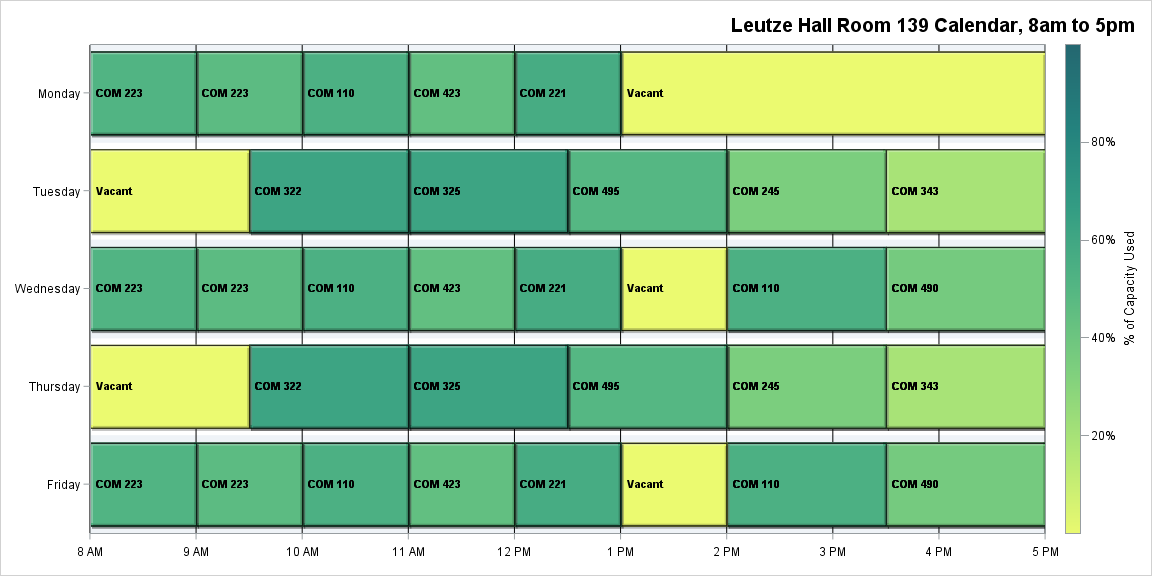 Leutze Hall Room 139 Calendar, 8am to 5pm
Monday COM 223 COM 223 COM 110 COM 423 COM 221 Vacant
80%
Tuesday Vacant COM 322 COM 325 COM 495 COM 245 COM 343
60%
% of Capacity Used
Wednesday COM 223 COM 223 COM 110 COM 423 COM 221 Vacant COM 110 COM 490
40%
Thursday Vacant COM 322 COM 325 COM 495 COM 245 COM 343
20%
Friday COM 223 COM 223 COM 110 COM 423 COM 221 Vacant COM 110 COM 490
8 AM 9 AM 10 AM 11 AM 12 PM 1 PM 2 PM 3 PM 4 PM 5 PM